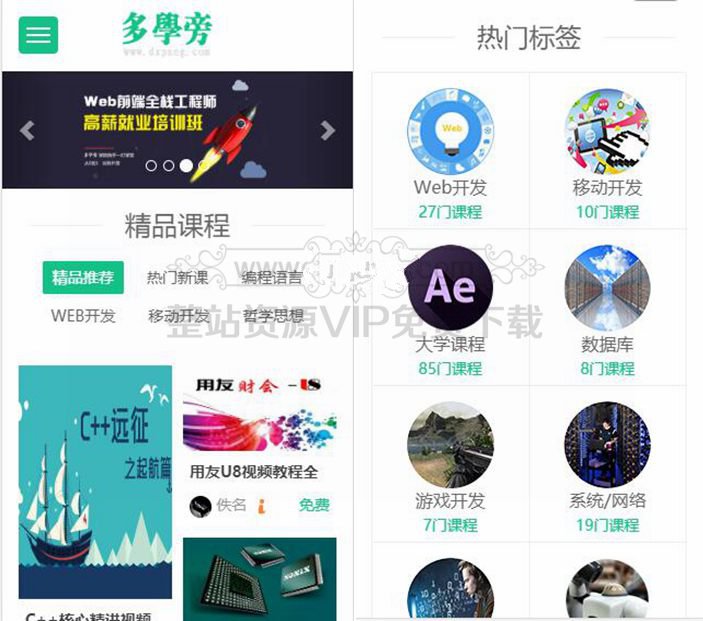 多學旁
www.drpxng.com
Web前端全栈工程师
高薪就业培训班
精品课程
精品推荐
热门新课
编程语言
WEB开发
移动开发
哲学思想
C++远征
之起航篇
C++核心精讲视频
用友 财会 -U8
用友U8视频教程全
佚名
免费
热门标签
Web
Web开发
27门课程
移动开发
10门课程
Ae
大学课程
85门课程
数据库
8门课程
游戏开发
7门课程
系统/网络
19门课程
整站资源VIP免费下载